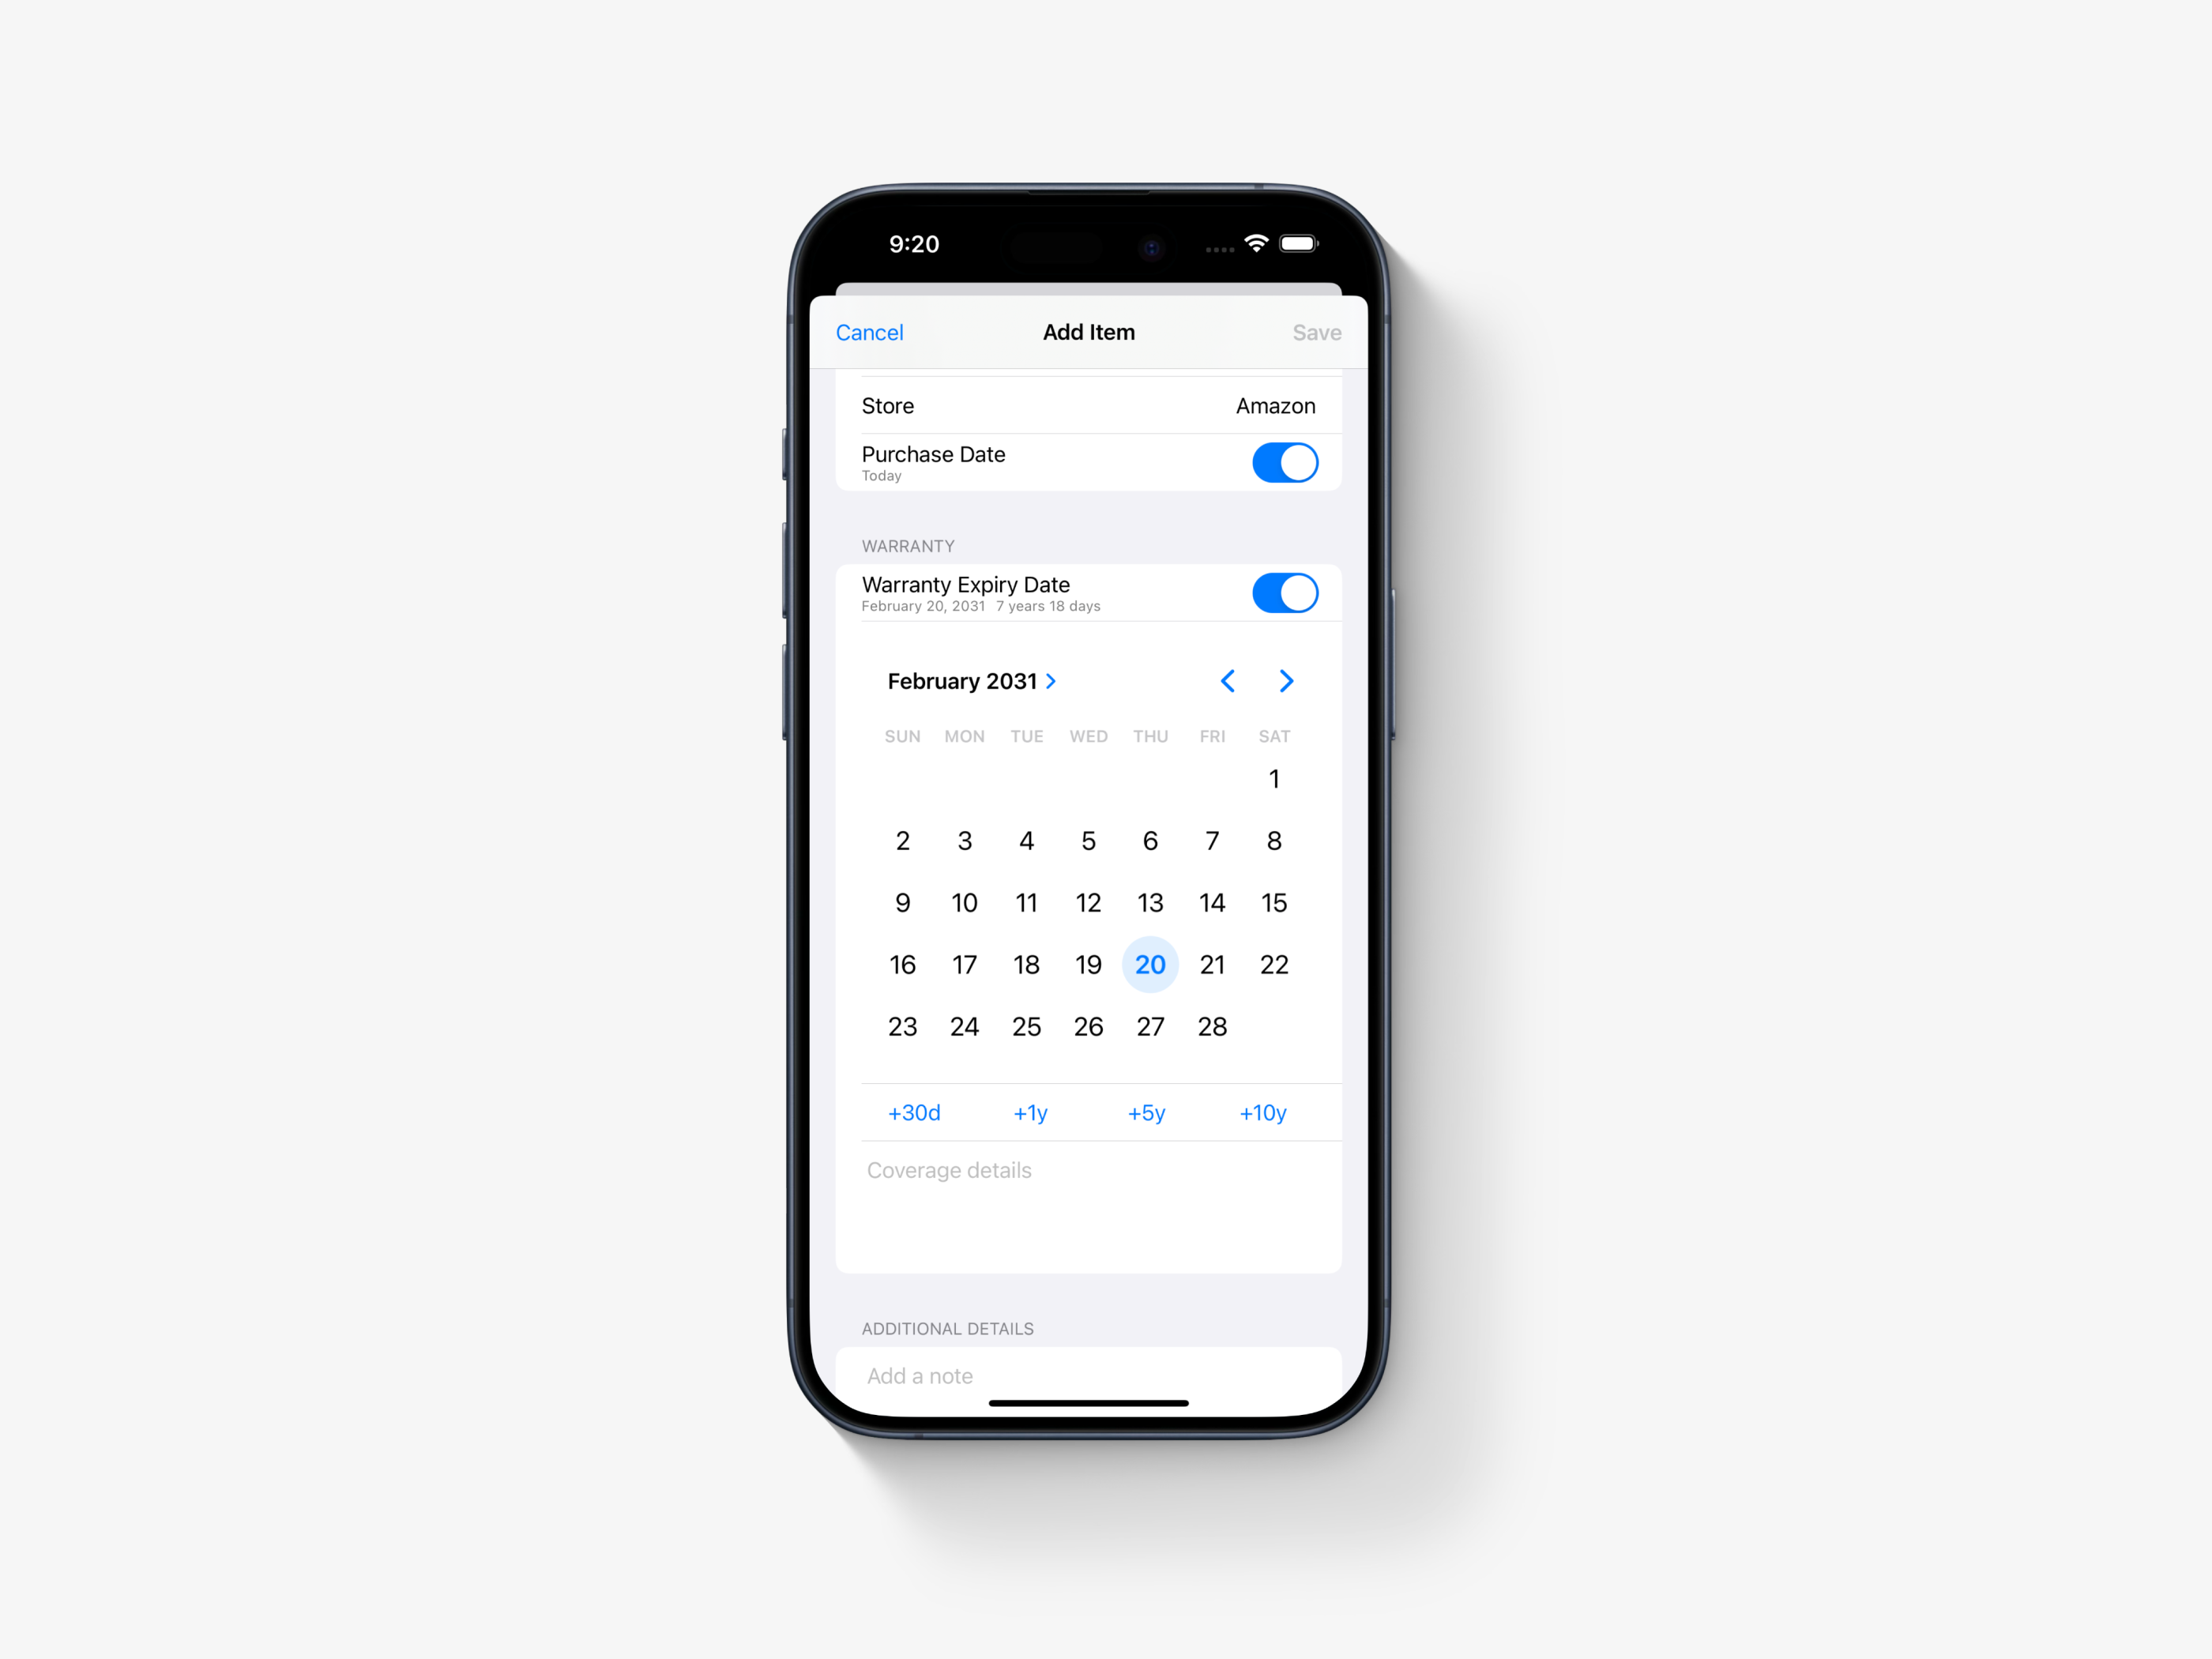 9:20
Cancel Add Item Save
Store Amazon
Purchase Date
Today
WARRANTY
Warranty Expiry Date
February 20, 2031 7 years 18 days
February 2031
SUN MON TUE WED THU FRI SAT
1
2 3 4 5 6 7 8
9 10 11 12 13 14 15
16 17 18 19 20 21 22
23 24 25 26 27 28
+30d +1y +5y +10y
Coverage details
ADDITIONAL DETAILS
Add a note